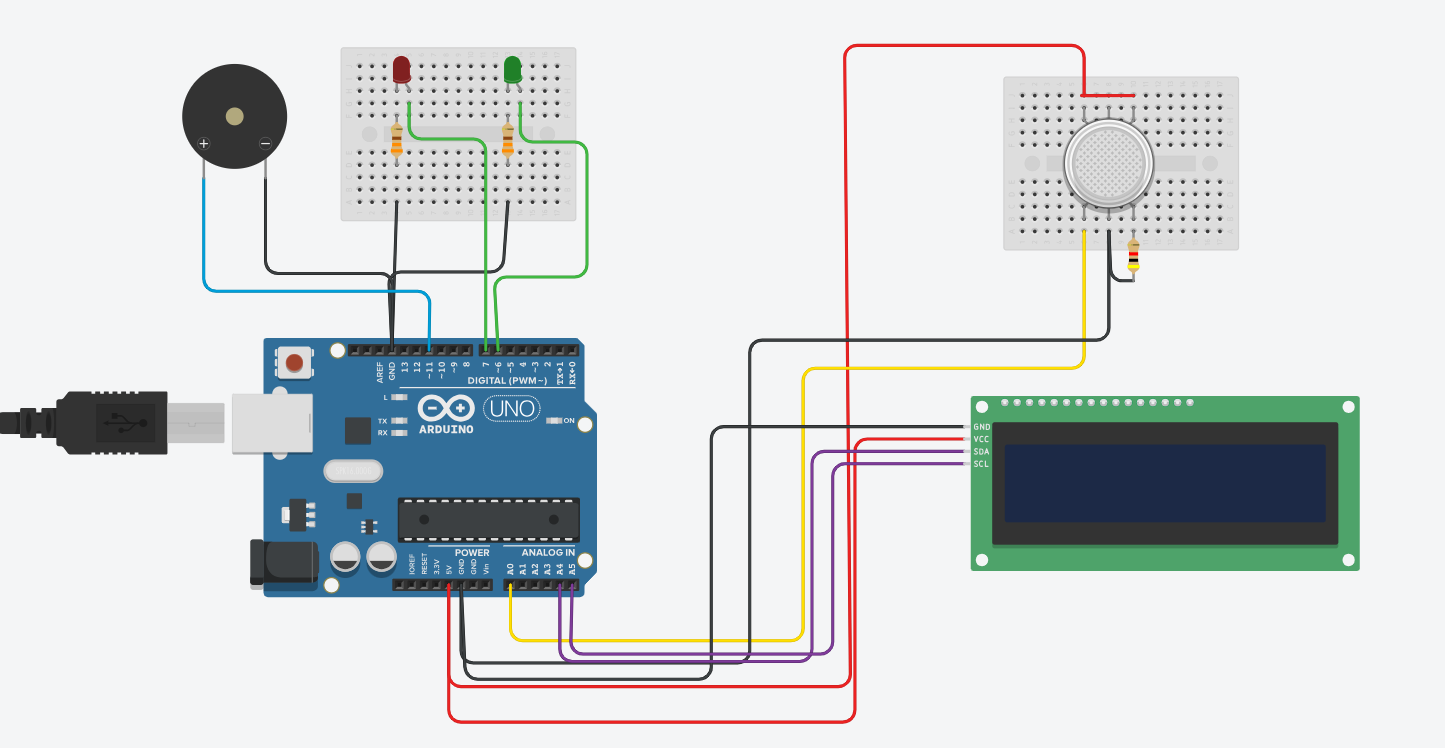 + −
AREF
GND
13
12
~11
~10
~9
8
7
~6
~5
4
~3
2
TX→1
RX←0
DIGITAL (PWM~)
L
TX
RX
UNO
ON
ARDUINO
GND
VCC
SDA
SCL
POWER
ANALOG IN
IOREF
RESET
3.3V
5V
GND
GND
Vin
A0
A1
A2
A3
A4
A5